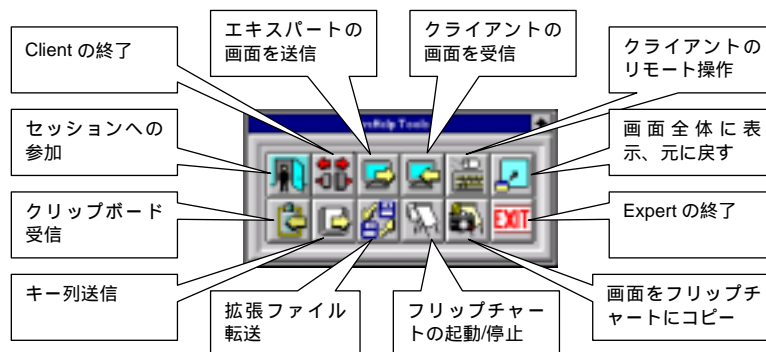 エキスパートの
画面を送信
クライアントの
画面を受信
Client の終了
クライアントの
リモート操作
セッションへの
参加
Tools
画面全体に表
示、元に戻す
クリップボード
受信
EXIT
Expert の終了
キー列送信
拡張ファイル
転送
フリップチャー
トの起動/停止
画面をフリップチ
ャートにコピー